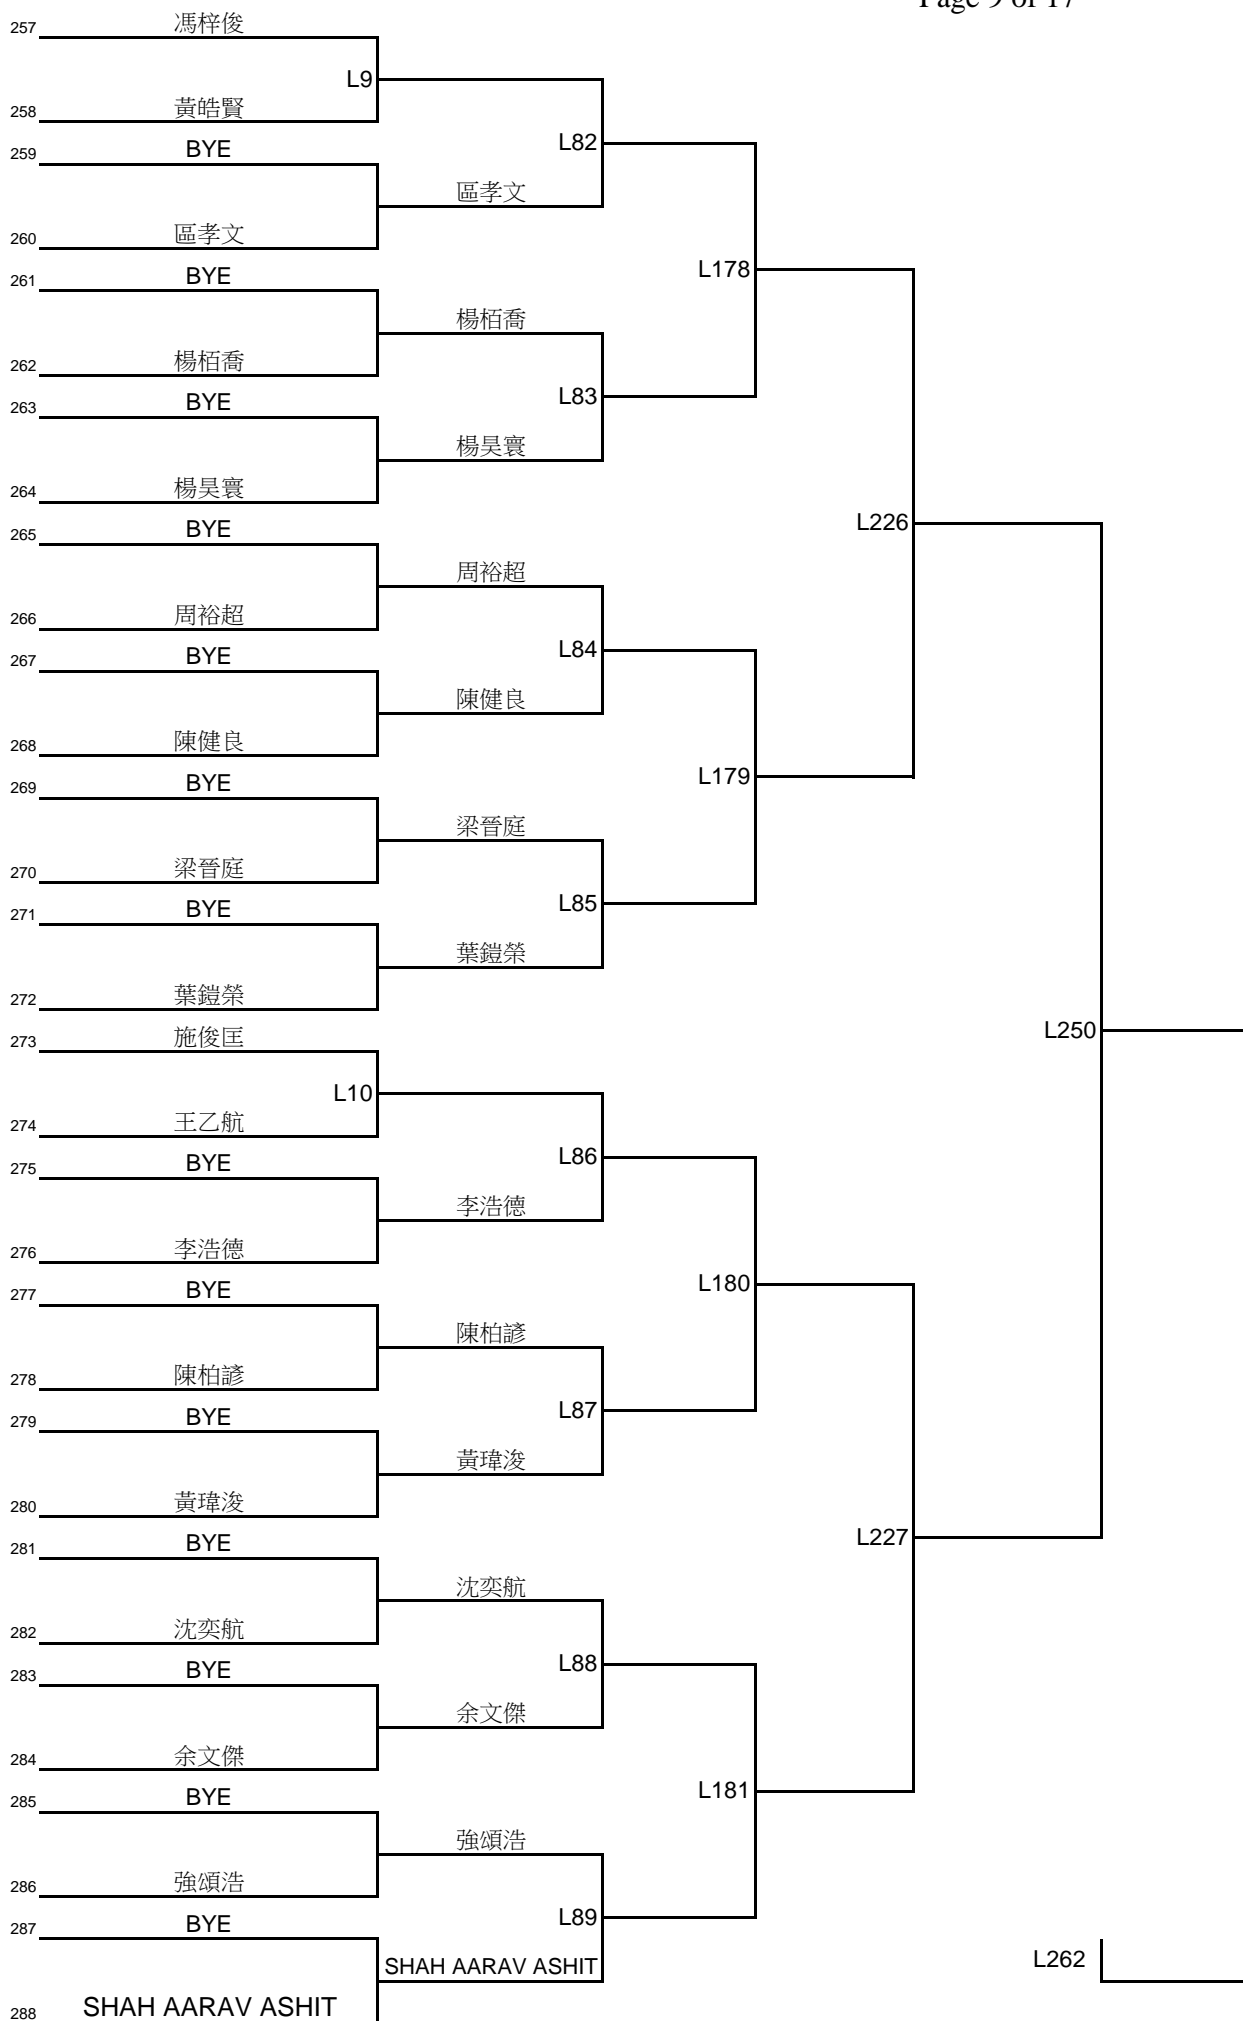 Page 9 of 17
257 馮梓俊
L9
258 黃皓賢
259 BYE
L82
區孝文
260 區孝文
L178
261 BYE
楊栢喬
262 楊栢喬
L83
263 BYE
楊昊寰
264 楊昊寰
L226
265 BYE
周裕超
266 周裕超
L84
267 BYE
陳健良
268 陳健良
L179
269 BYE
梁晉庭
270 梁晉庭
L85
271 BYE
葉鎧榮
272 葉鎧榮
L250
273 施俊匡
L10
274 王乙航
L86
275 BYE
李浩德
276 李浩德
L180
277 BYE
陳柏諺
278 陳柏諺
L87
279 BYE
黃瑋浚
280 黃瑋浚
L227
281 BYE
沈奕航
282 沈奕航
L88
283 BYE
余文傑
284 余文傑
L181
285 BYE
強頌浩
286 強頌浩
L89
287 BYE
L262
SHAH AARAV ASHIT
288 SHAH AARAV ASHIT